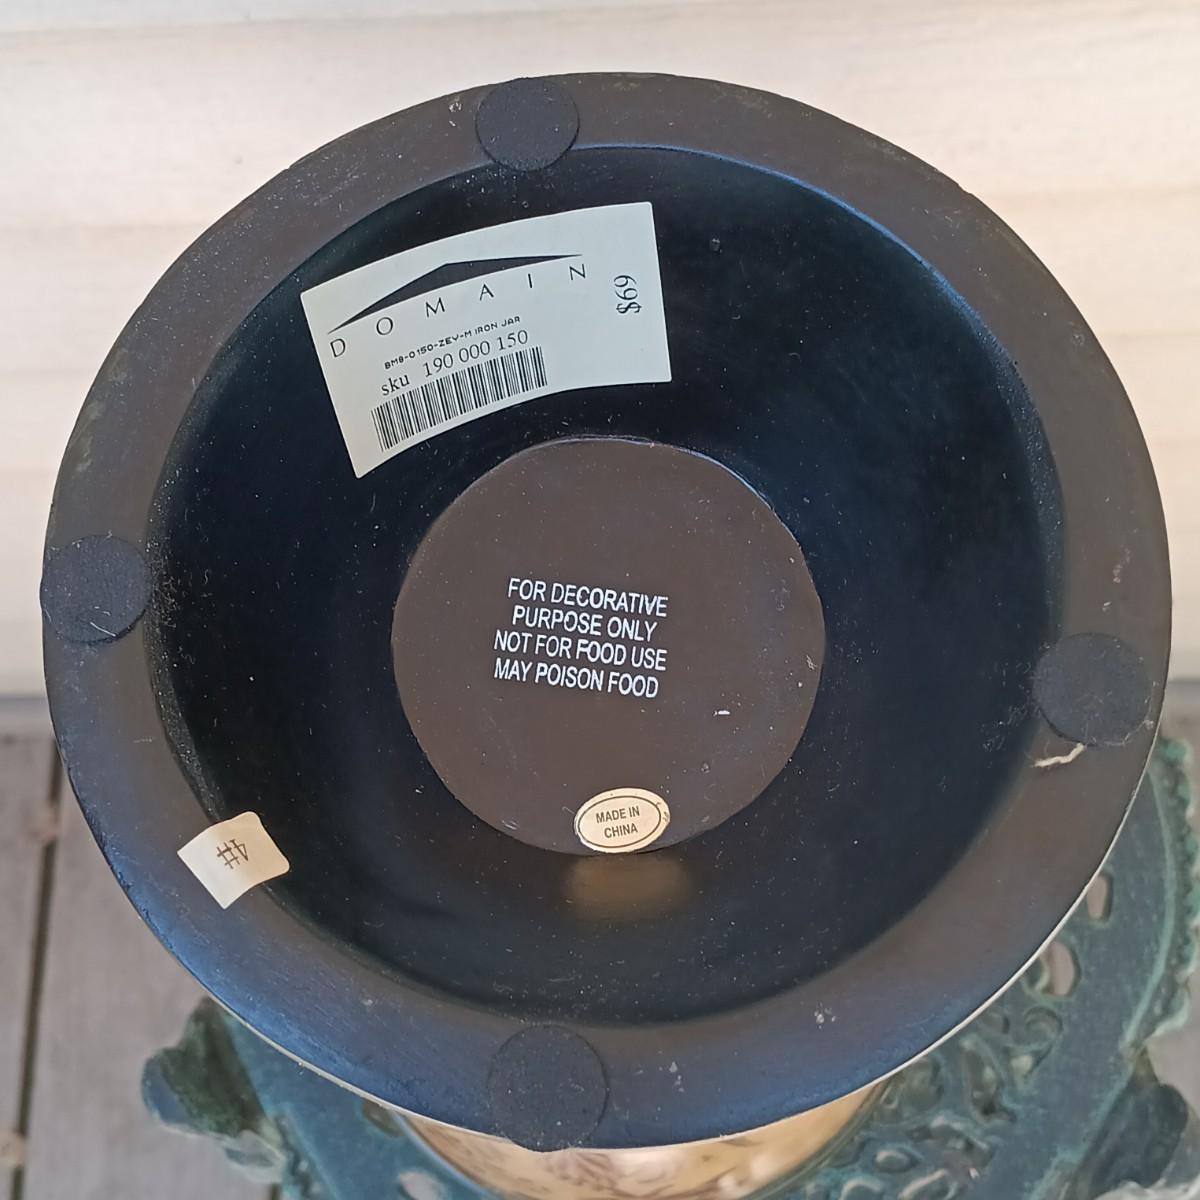 DOMAIN
$69
BM8-0150-ZEV-M IRON JAR
sku 190 000 150
FOR DECORATIVE
PURPOSE ONLY
NOT FOR FOOD USE
MAY POISON FOOD
MADE IN
CHINA
4#